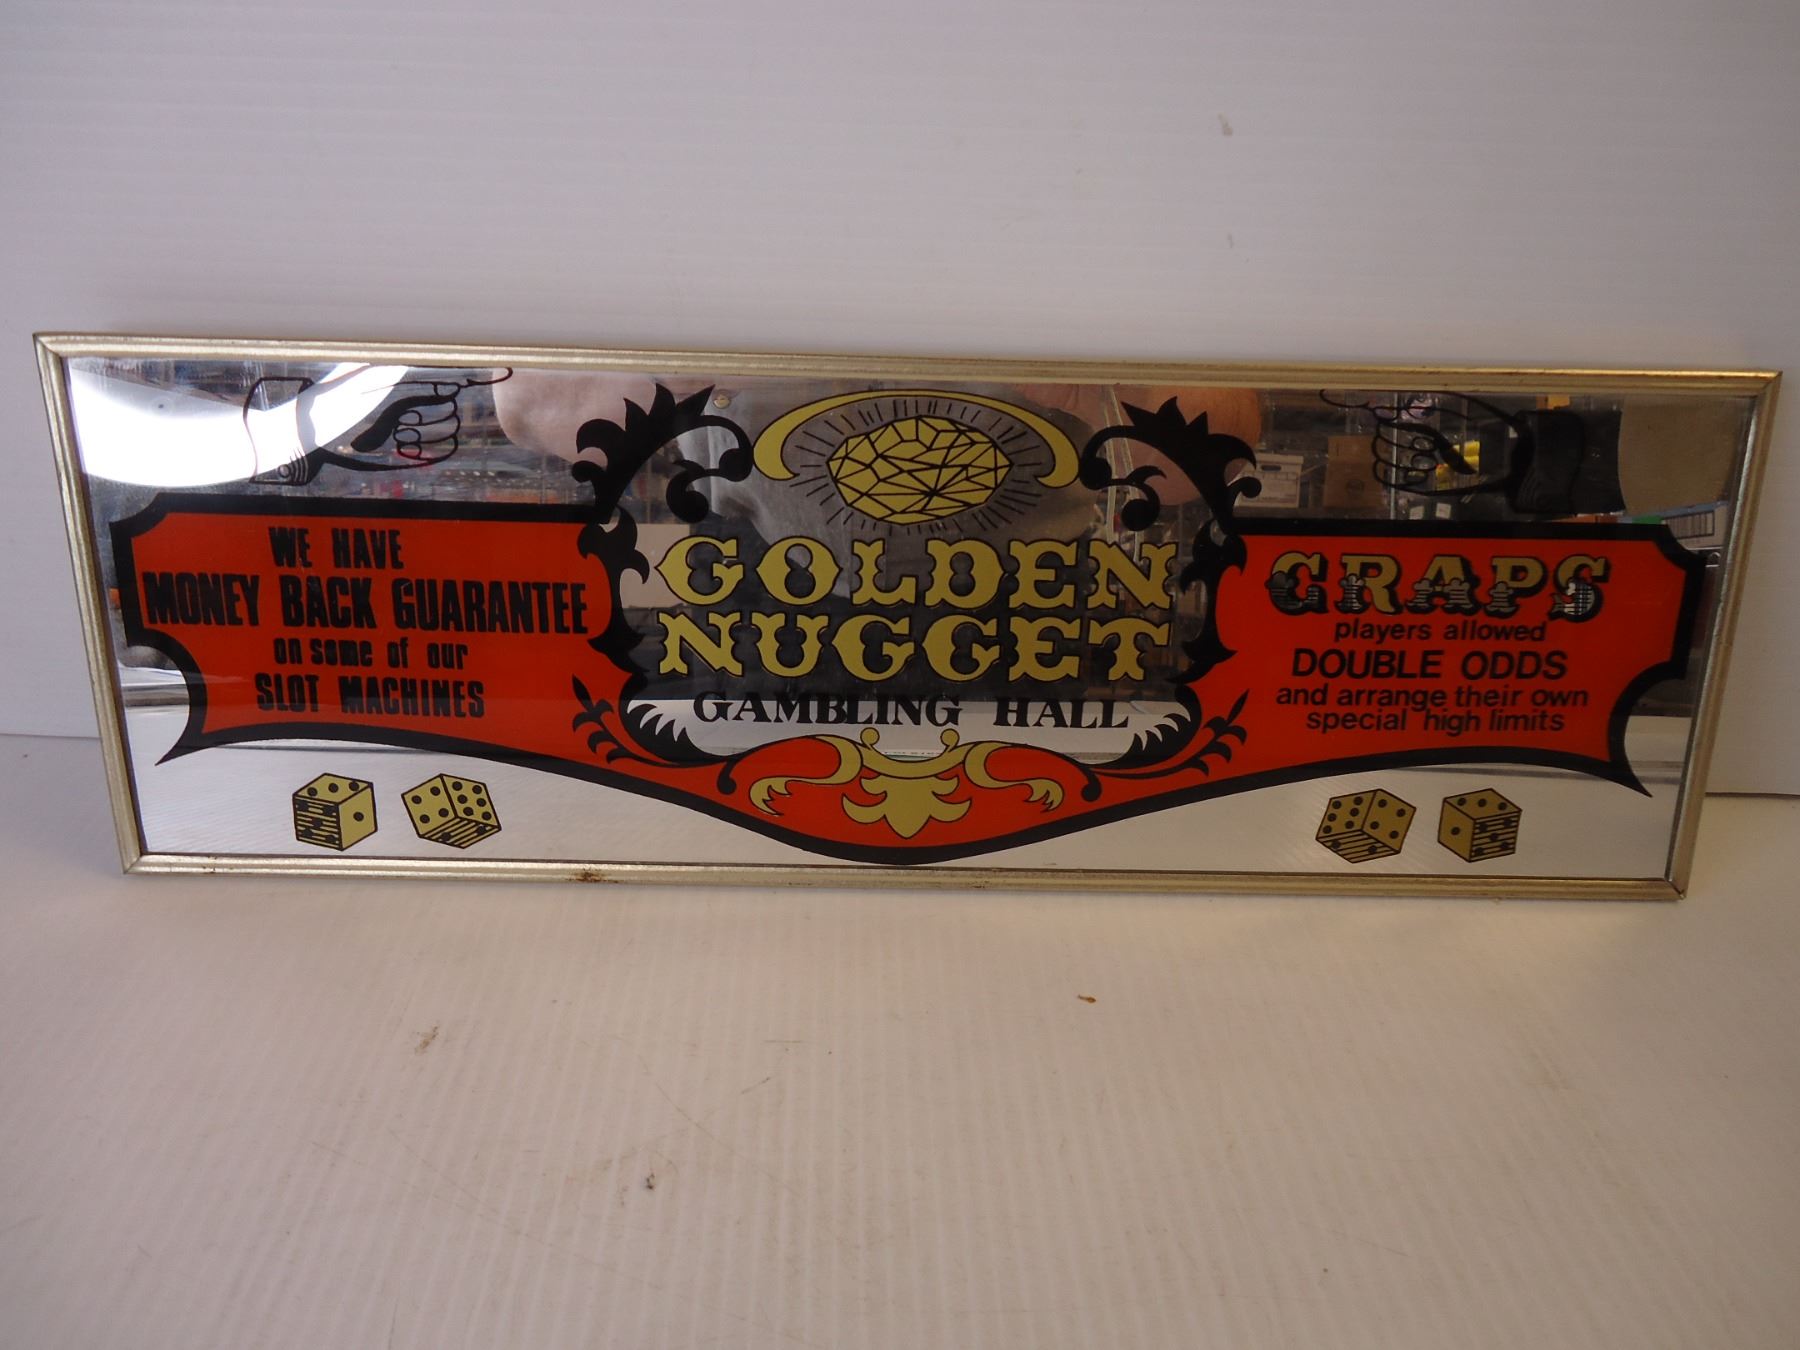 WE HAVE
MONEY BACK GUARANTEE
on some of our
SLOT MACHINES
GOLDEN
NUGGET
GAMBLING HALL
CRAPS
players allowed
DOUBLE ODDS
and arrange their own
special high limits